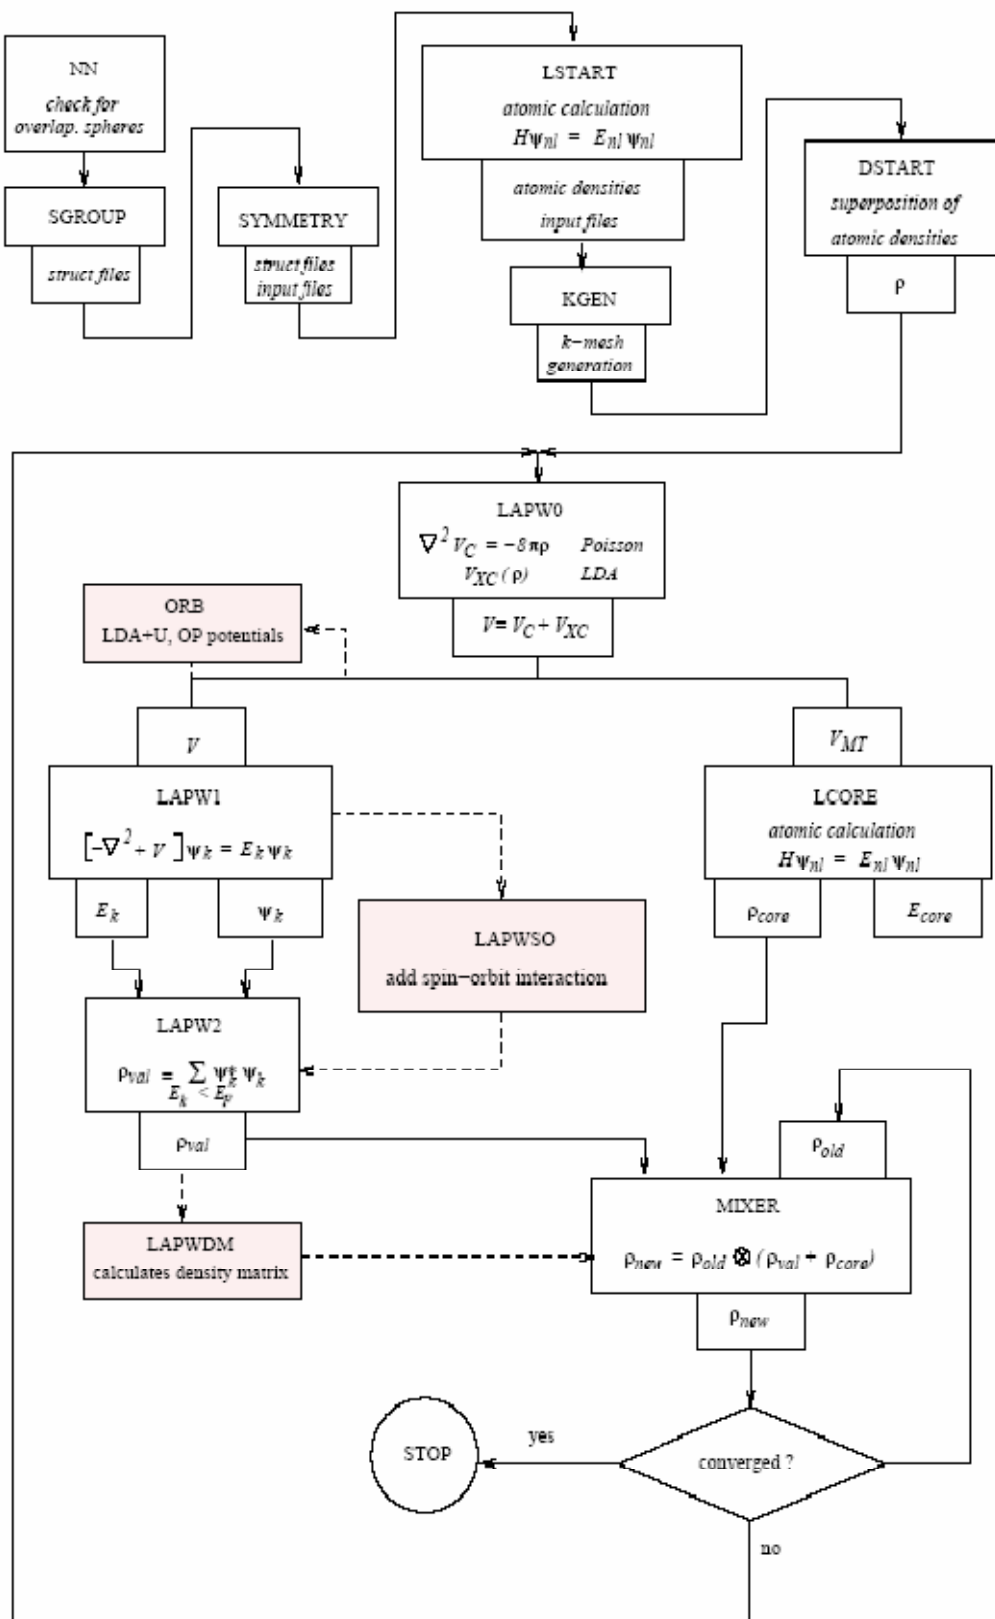 NN
check for
overlap. spheres
SGROUP
struct files
SYMMETRY
struct files
input files
LSTART
atomic calculation
Hψnl = Enl ψnl
atomic densities
input files
KGEN
k-mesh
generation
DSTART
superposition of
atomic densities
ρ
LAPW0
∇² VC = −8πρ Poisson
VXC (ρ) LDA
V= VC + VXC
ORB
LDA+U, OP potentials
V
VMT
LAPW1
[−∇² + V ] ψk = Ek ψk
Ek
ψk
LCORE
atomic calculation
Hψnl = Enl ψnl
ρcore
Ecore
LAPWSO
add spin−orbit interaction
LAPW2
ρval = Σ ψk* ψk
Ek < EF
ρval
ρold
LAPWDM
calculates density matrix
MIXER
ρnew = ρold ⊗ (ρval + ρcore)
ρnew
STOP
yes
converged ?
no